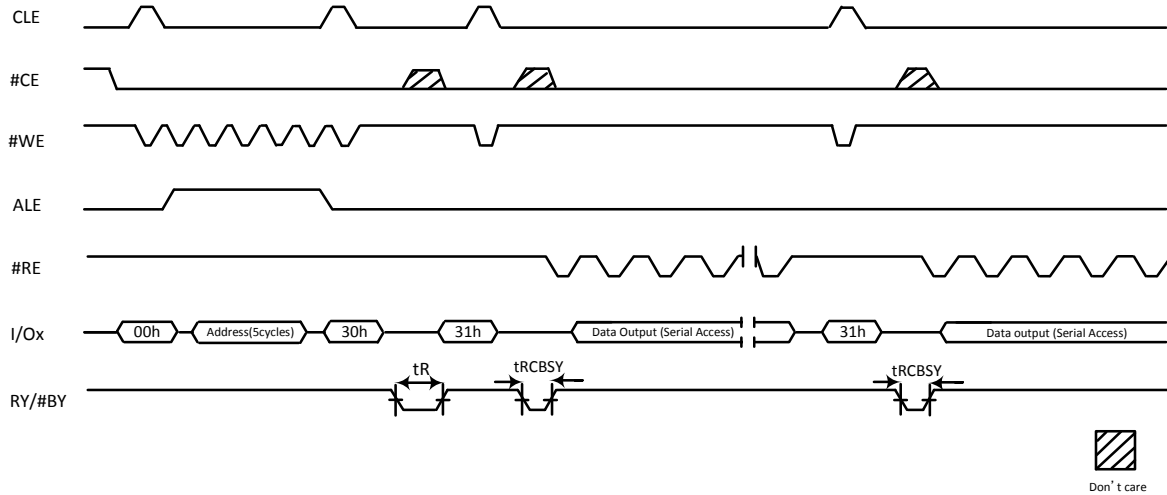 CLE
#CE
#WE
ALE
#RE
I/Ox 00h Address(5cycles) 30h 31h Data Output (Serial Access) 31h Data output (Serial Access)
tR tRCBSY tRCBSY
RY/#BY
Don't care